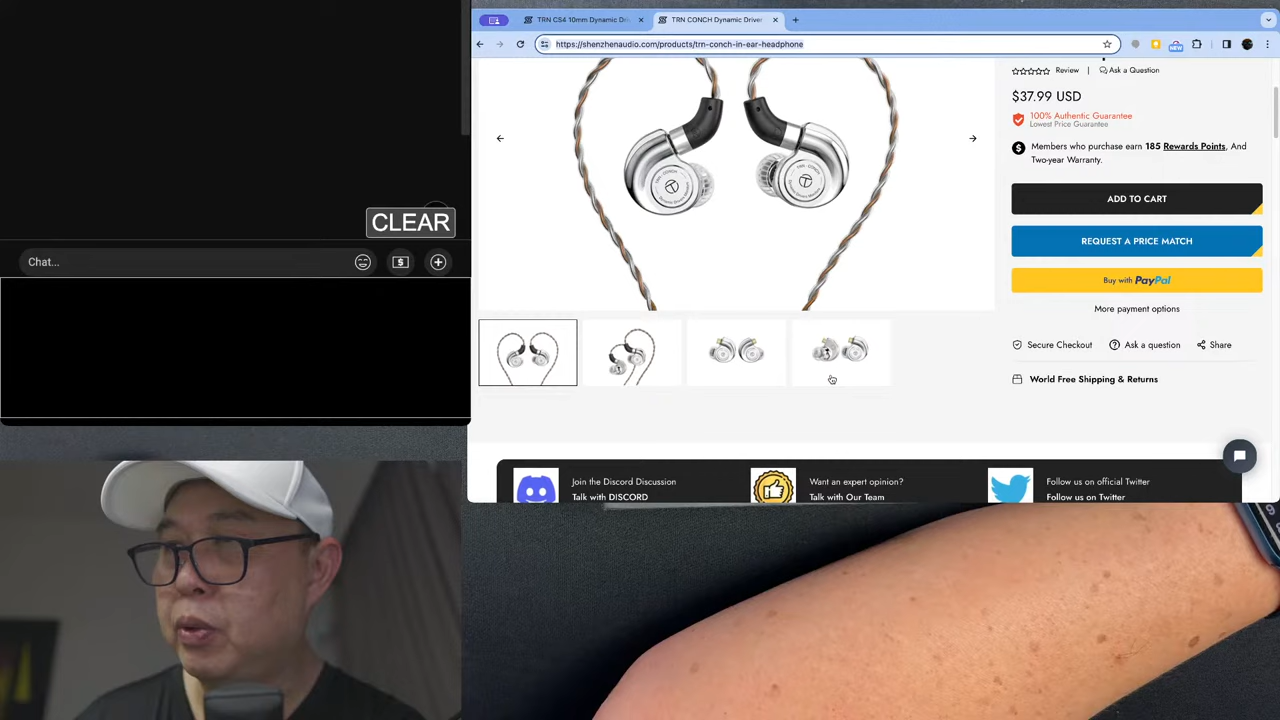 TRN CS4 10mm Dynamic Dri
TRN CONCH Dynamic Driver
https://shenzhenaudio.com/products/trn-conch-in-ear-headphone
NEW
Review
Ask a Question
$37.99 USD
100% Authentic Guarantee
Lowest Price Guarantee
Members who purchase earn 185 Rewards Points, And
Two-year Warranty.
ADD TO CART
REQUEST A PRICE MATCH
Buy with PayPal
More payment options
Secure Checkout
Ask a question
Share
World Free Shipping & Returns
Join the Discord Discussion
Talk with DISCORD
Want an expert opinion?
Talk with Our Team
Follow us on official Twitter
Follow us on Twitter
CLEAR
Chat...